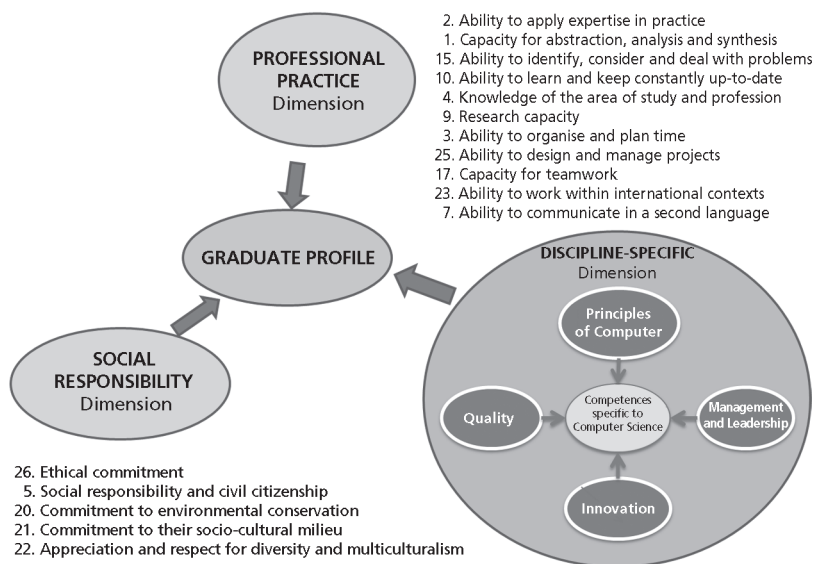 PROFESSIONAL
PRACTICE
Dimension
2. Ability to apply expertise in practice
1. Capacity for abstraction, analysis and synthesis
15. Ability to identify, consider and deal with problems
10. Ability to learn and keep constantly up-to-date
4. Knowledge of the area of study and profession
9. Research capacity
3. Ability to organise and plan time
25. Ability to design and manage projects
17. Capacity for teamwork
23. Ability to work within international contexts
7. Ability to communicate in a second language
GRADUATE PROFILE
DISCIPLINE-SPECIFIC
Dimension
Principles
of Computer
Quality
Competences
specific to
Computer Science
Management
and Leadership
Innovation
SOCIAL
RESPONSIBILITY
Dimension
26. Ethical commitment
5. Social responsibility and civil citizenship
20. Commitment to environmental conservation
21. Commitment to their socio-cultural milieu
22. Appreciation and respect for diversity and multiculturalism